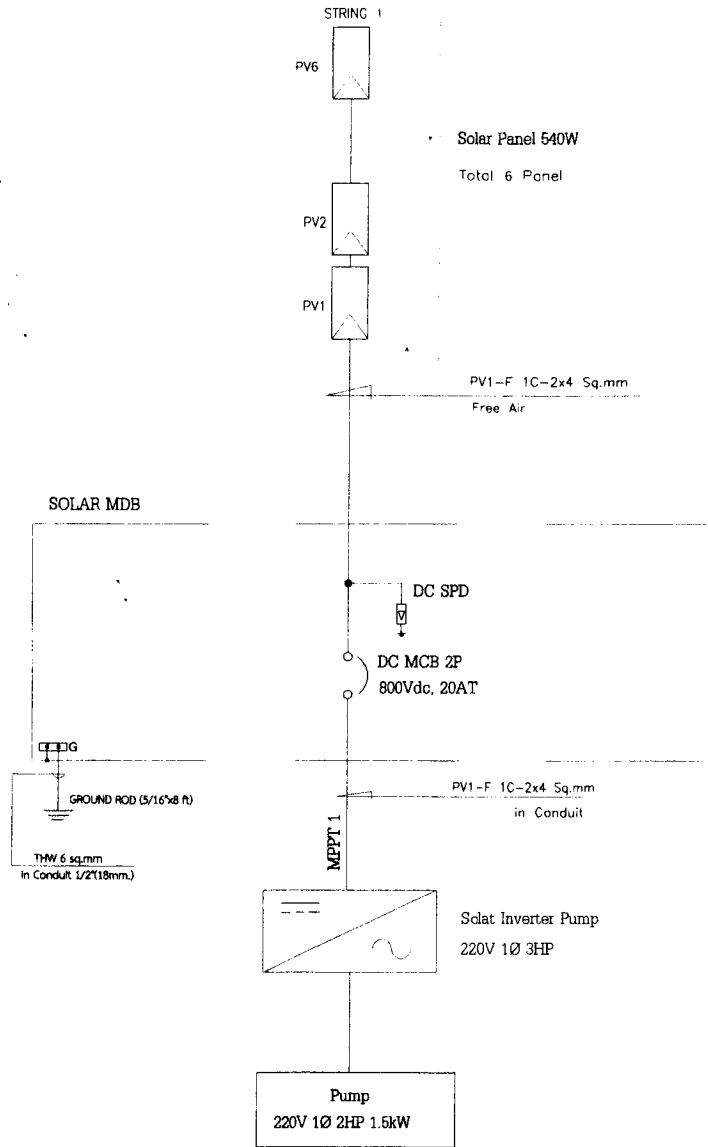 STRING 1
PV6
Solar Panel 540W
Total 6 Panel
PV2
PV1
PV1-F 1C-2x4 Sq.mm
Free Air
SOLAR MDB
DC SPD
V
DC MCB 2P
800Vdc, 20AT
G
GROUND ROD (5/16"x8 ft)
PV1-F 1C-2x4 Sq.mm
in Conduit
MPPT 1
THW 6 sq.mm
in Conduit 1/2"(18mm.)
Solat Inverter Pump
220V 1Ø 3HP
Pump
220V 1Ø 2HP 1.5kW